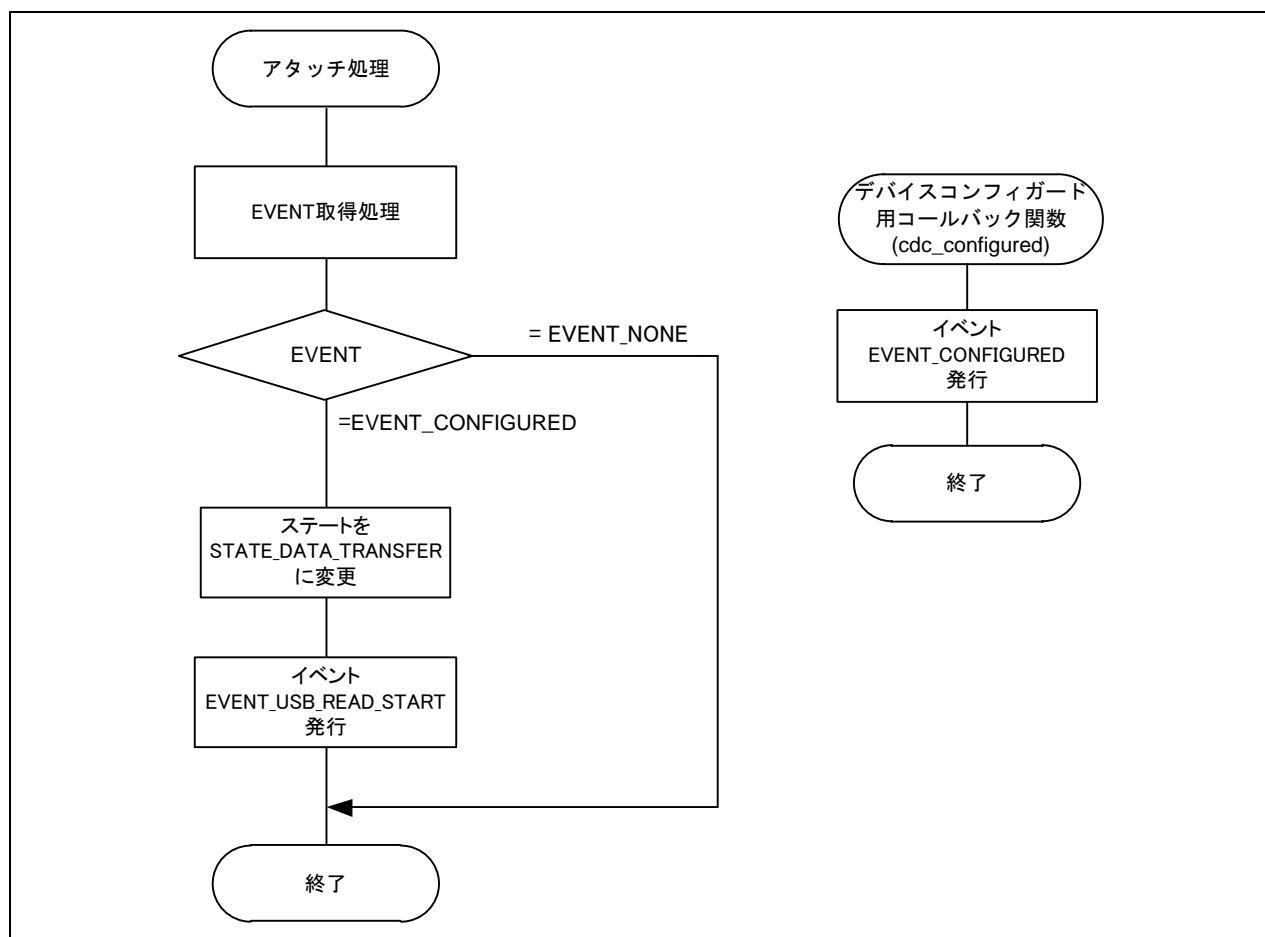 アタッチ処理
EVENT取得処理
EVENT
= EVENT_NONE
=EVENT_CONFIGURED
ステートを
STATE_DATA_TRANSFER
に変更
イベント
EVENT_USB_READ_START
発行
終了
デバイスコンフィガード
用コールバック関数
(cdc_configured)
イベント
EVENT_CONFIGURED
発行
終了